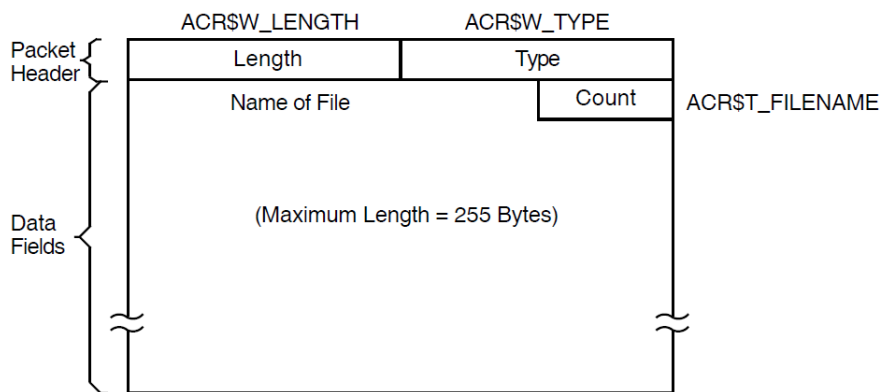 ACR$W_LENGTH ACR$W_TYPE
Packet
Header
Length Type
Name of File Count ACR$T_FILENAME
(Maximum Length = 255 Bytes)
Data
Fields